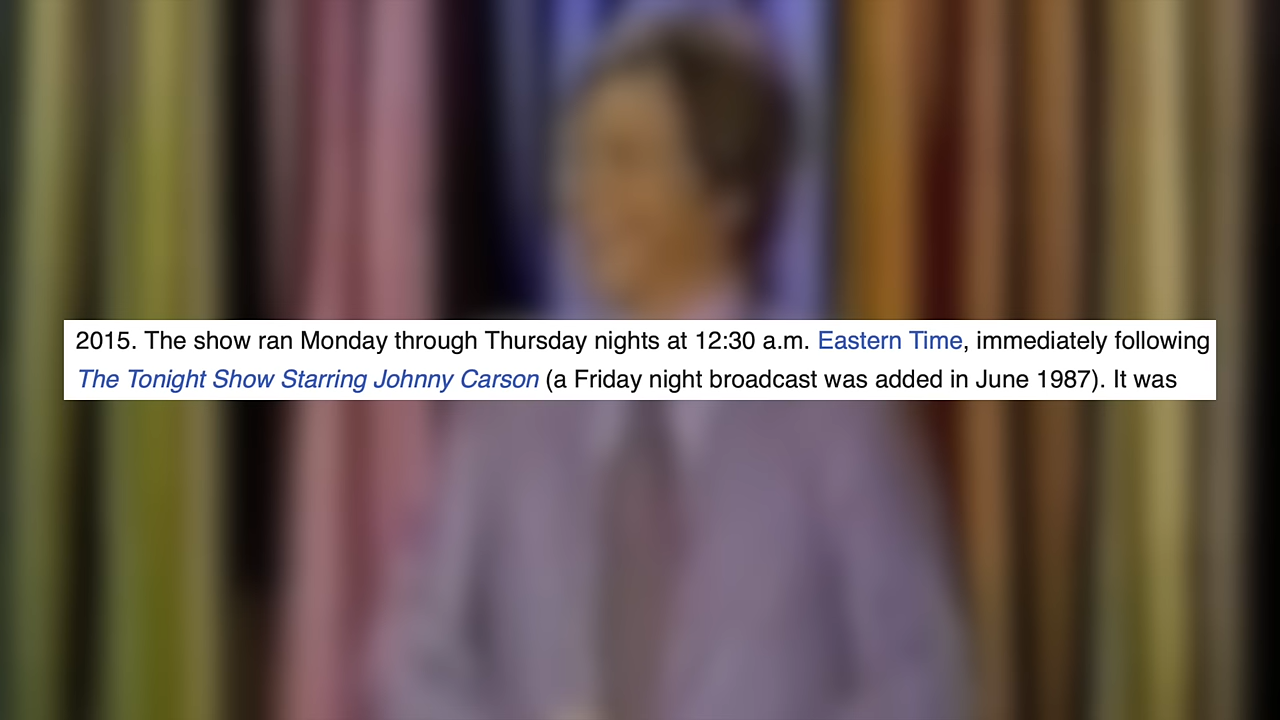 2015. The show ran Monday through Thursday nights at 12:30 a.m. Eastern Time, immediately following
The Tonight Show Starring Johnny Carson (a Friday night broadcast was added in June 1987). It was